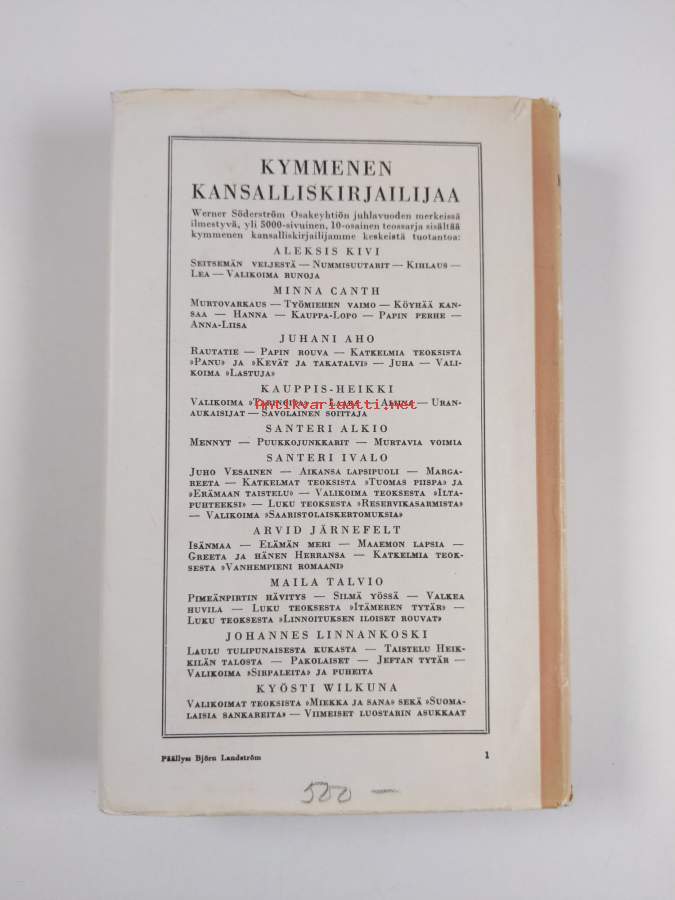 KYMMENEN
KANSALLISKIRJAILIJAA
Werner Söderström Osakeyhtiön juhlavuoden merkeissä
ilmestyvä, yli 5000-sivuinen, 10-osainen teossarja sisältää
kymmenen kansalliskirjailijamme keskeistä tuotantoa:
ALEKSIS KIVI
SEITSEMÄN VELJESTÄ — NUMMISUUTARIT — KIHLAUS —
LEA — VALIKOIMA RUNOJA
MINNA CANTH
MURTOVARKAUS — TYÖMIEHEN VAIMO — KÖYHÄÄ KAN-
SAA — HANNA — KAUPPA-LOPO — PAPIN PERHE —
ANNA-LIISA
JUHANI AHO
RAUTATIE — PAPIN ROUVA — KATKELMIA TEOKSISTA
»PANU» JA »KEVÄT JA TAKATALVI» — JUHA — VALI-
KOIMA »LASTUJA»
KAUPPIS-HEIKKI
VALIKOIMA »TARINOITA» — LAARA — ALIINA — URAN-
AUKAISIJAT — SAVOLAINEN SOITTAJA
Antikvariaatti.net
SANTERI ALKIO
MENNYT — PUUKKOJUNKKARIT — MURTAVIA VOIMIA
SANTERI IVALO
JUHO VESAINEN — AIKANSA LAPSIPUOLI — MARGA-
REETA — KATKELMAT TEOKSISTA »TUOMAS PIISPA» JA
»ERÄMAAN TAISTELU» — VALIKOIMA TEOKSESTA »ILTA-
PUHTEEKSI» — LUKU TEOKSESTA »RESERVIKASARMISTA»
— VALIKOIMA »SAARISTOLAISKERTOMUKSIA»
ARVID JÄRNEFELT
ISÄNMAA — ELÄMÄN MERI — MAAEMON LAPSIA —
GREETA JA HÄNEN HERRANSA — KATKELMIA TEOK-
SESTA »VANHEMPIENI ROMAANI»
MAILA TALVIO
PIMEÄNPIRTIN HÄVITYS — SILMÄ YÖSSÄ — VALKEA
HUVILA — LUKU TEOKSESTA »ITÄMEREN TYTÄR» —
LUKU TEOKSESTA »LINNOITUKSEN ILOISET ROUVAT»
JOHANNES LINNANKOSKI
LAULU TULIPUNAISESTA KUKASTA — TAISTELU HEIK-
KILÄN TALOSTA — PAKOLAISET — JEFTAN TYTÄR —
VALIKOIMA »SIRPALEITA» JA PUHEITA
KYÖSTI WILKUNA
VALIKOIMAT TEOKSISTA »MIEKKA JA SANA» SEKÄ »SUOMA-
LAISIA SANKAREITA» — VIIMEISET LUOSTARIN ASUKKAAT
Päällys: Björn Landström 1
500 —